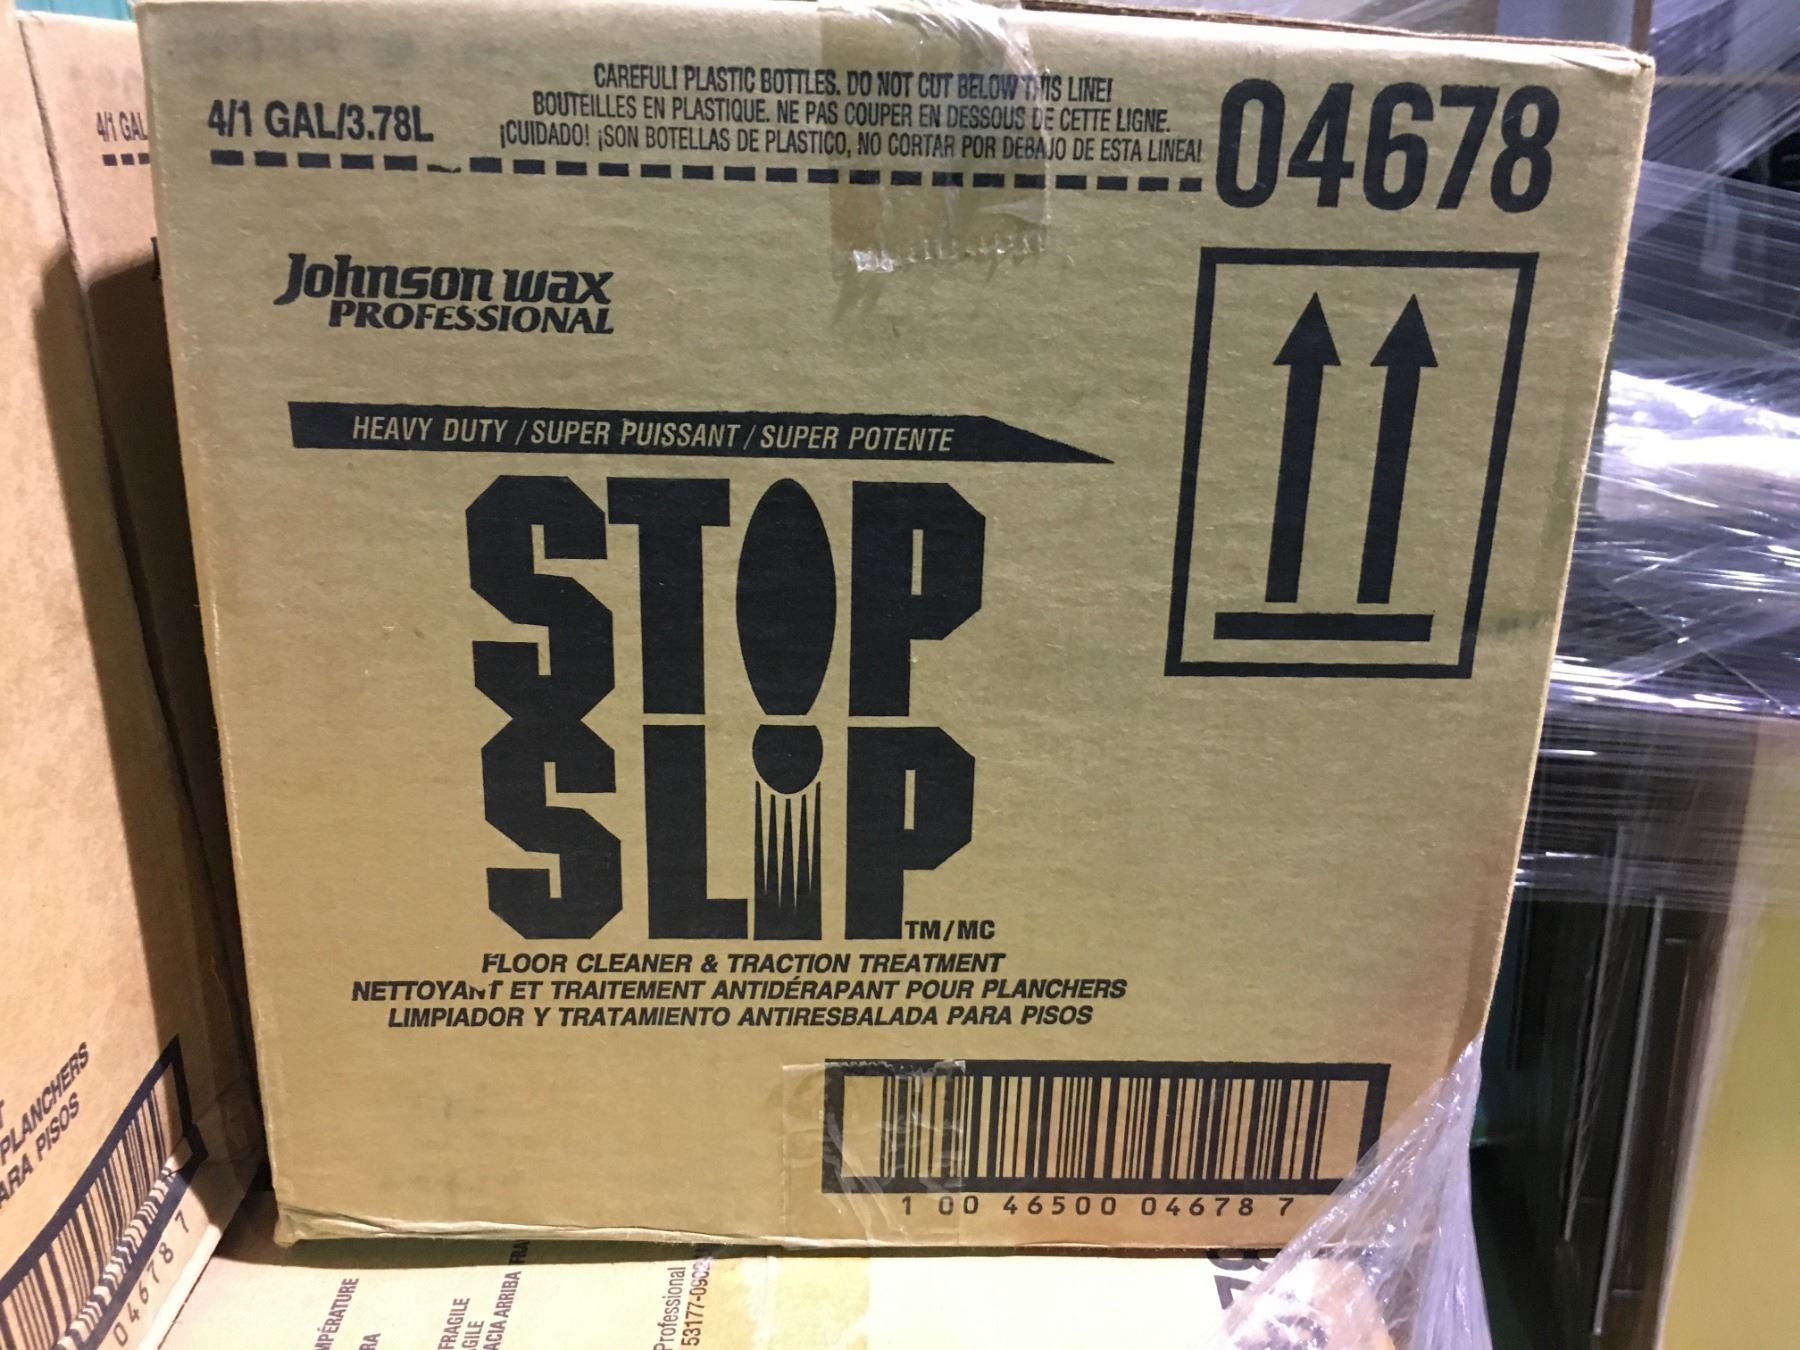 4/1 GAL/3.78L
CAREFUL! PLASTIC BOTTLES. DO NOT CUT BELOW THIS LINE!
BOUTEILLES EN PLASTIQUE. NE PAS COUPER EN DESSOUS DE CETTE LIGNE.
¡CUIDADO! ¡SON BOTELLAS DE PLASTICO, NO CORTAR POR DEBAJO DE ESTA LINEA!
04678
Johnson wax
PROFESSIONAL
HEAVY DUTY / SUPER PUISSANT / SUPER POTENTE
STOP
SLiP
TM/MC
FLOOR CLEANER & TRACTION TREATMENT
NETTOYANT ET TRAITEMENT ANTIDÉRAPANT POUR PLANCHERS
LIMPIADOR Y TRATAMIENTO ANTIRESBALADA PARA PISOS
1 00 46500 04678 7
4/1 GAL
PLANCHERS
PISOS
04678 7
FRAGILE
ARRIBA
Professional